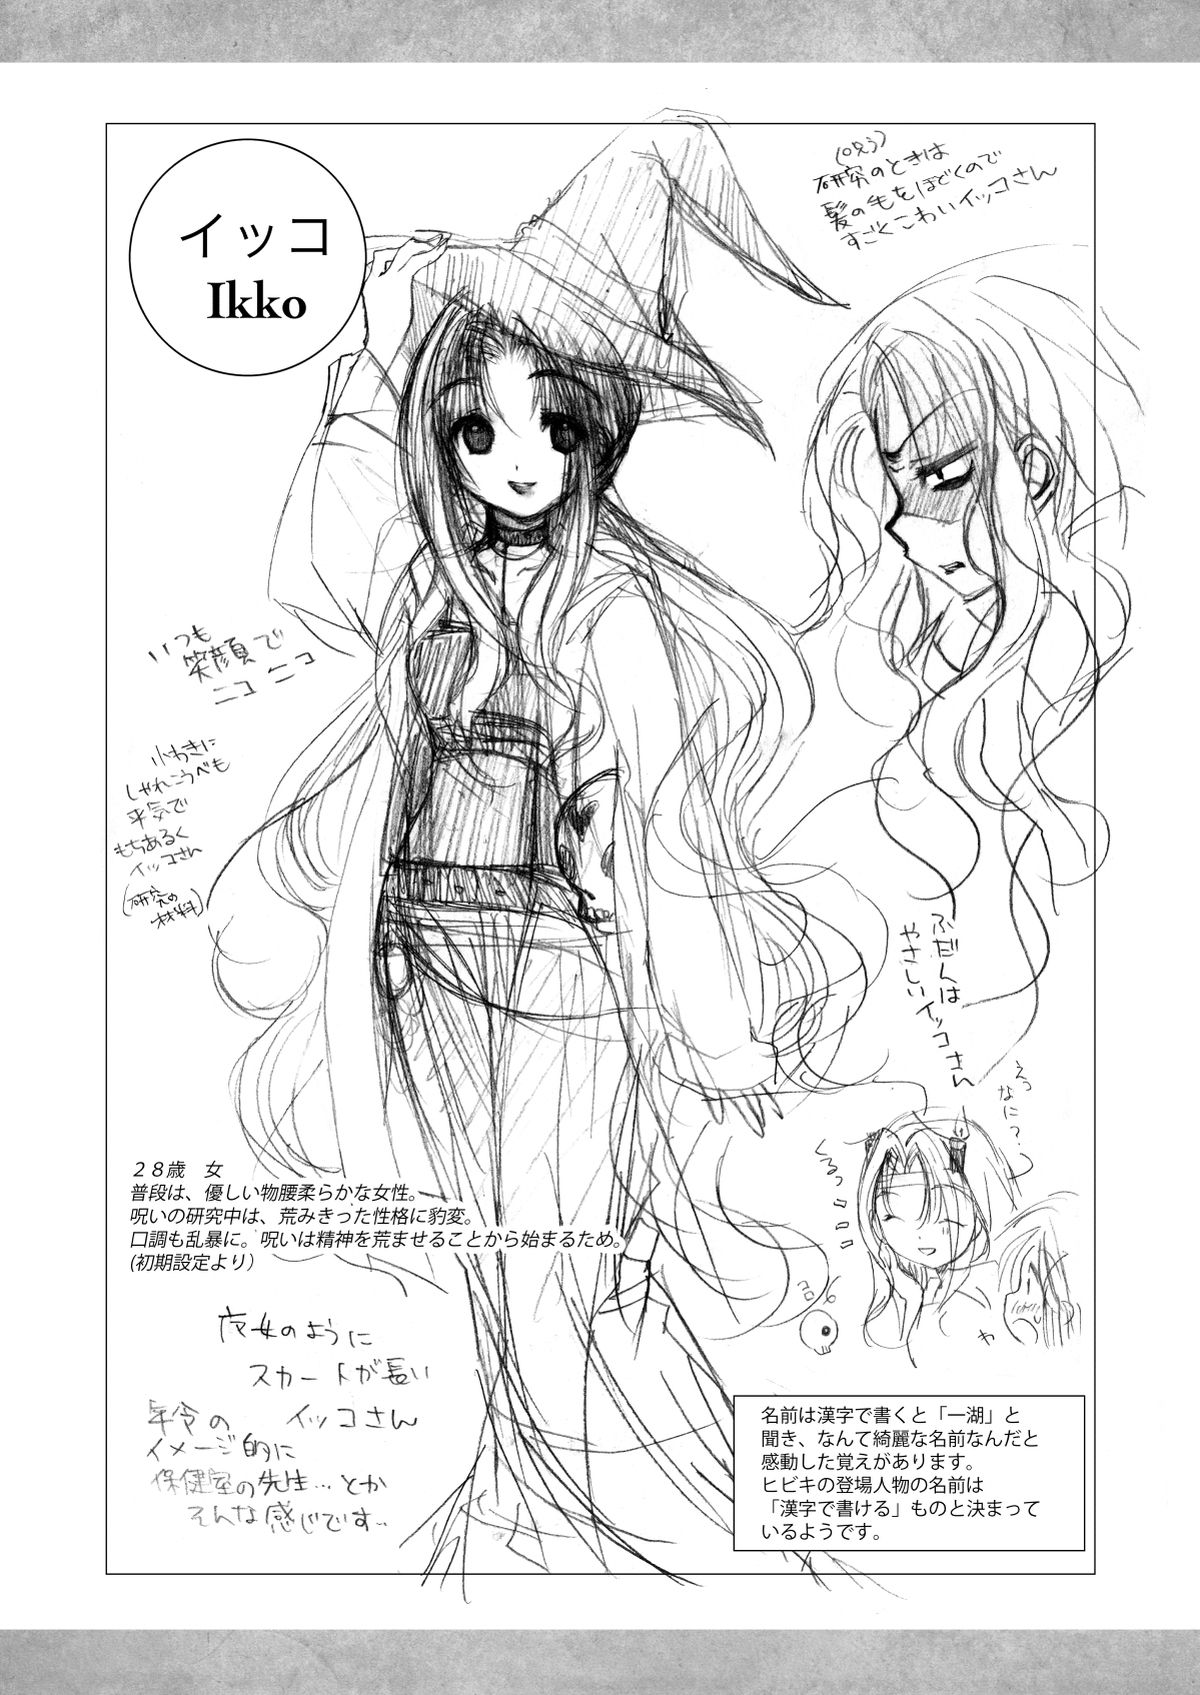 イッコ
Ikko
(呪う)
研究のときは
髪の毛をほどくので
すごくこわいイッコさん
いつも
笑顔で
ニコニコ
小わきに
しゃれこうべも
平気で
もちあるく
イッコさん
(研究の
材料)
ふだんは
やさしいイッコさん
えっ
なに?
くるっ
28歳 女
普段は、優しい物腰柔らかな女性。
呪いの研究中は、荒みきった性格に豹変。
口調も乱暴に。呪いは精神を荒ませることから始まるため。
(初期設定より)
のように
スカートが長い
イッコさん
年令の
イメージ的に
保健室の先生…とか
そんな感じです…
名前は漢字で書くと「一湖」と
聞き、なんて綺麗な名前なんだと
感動した覚えがあります。
ヒビキの登場人物の名前は
「漢字で書ける」ものと決まって
いるようです。